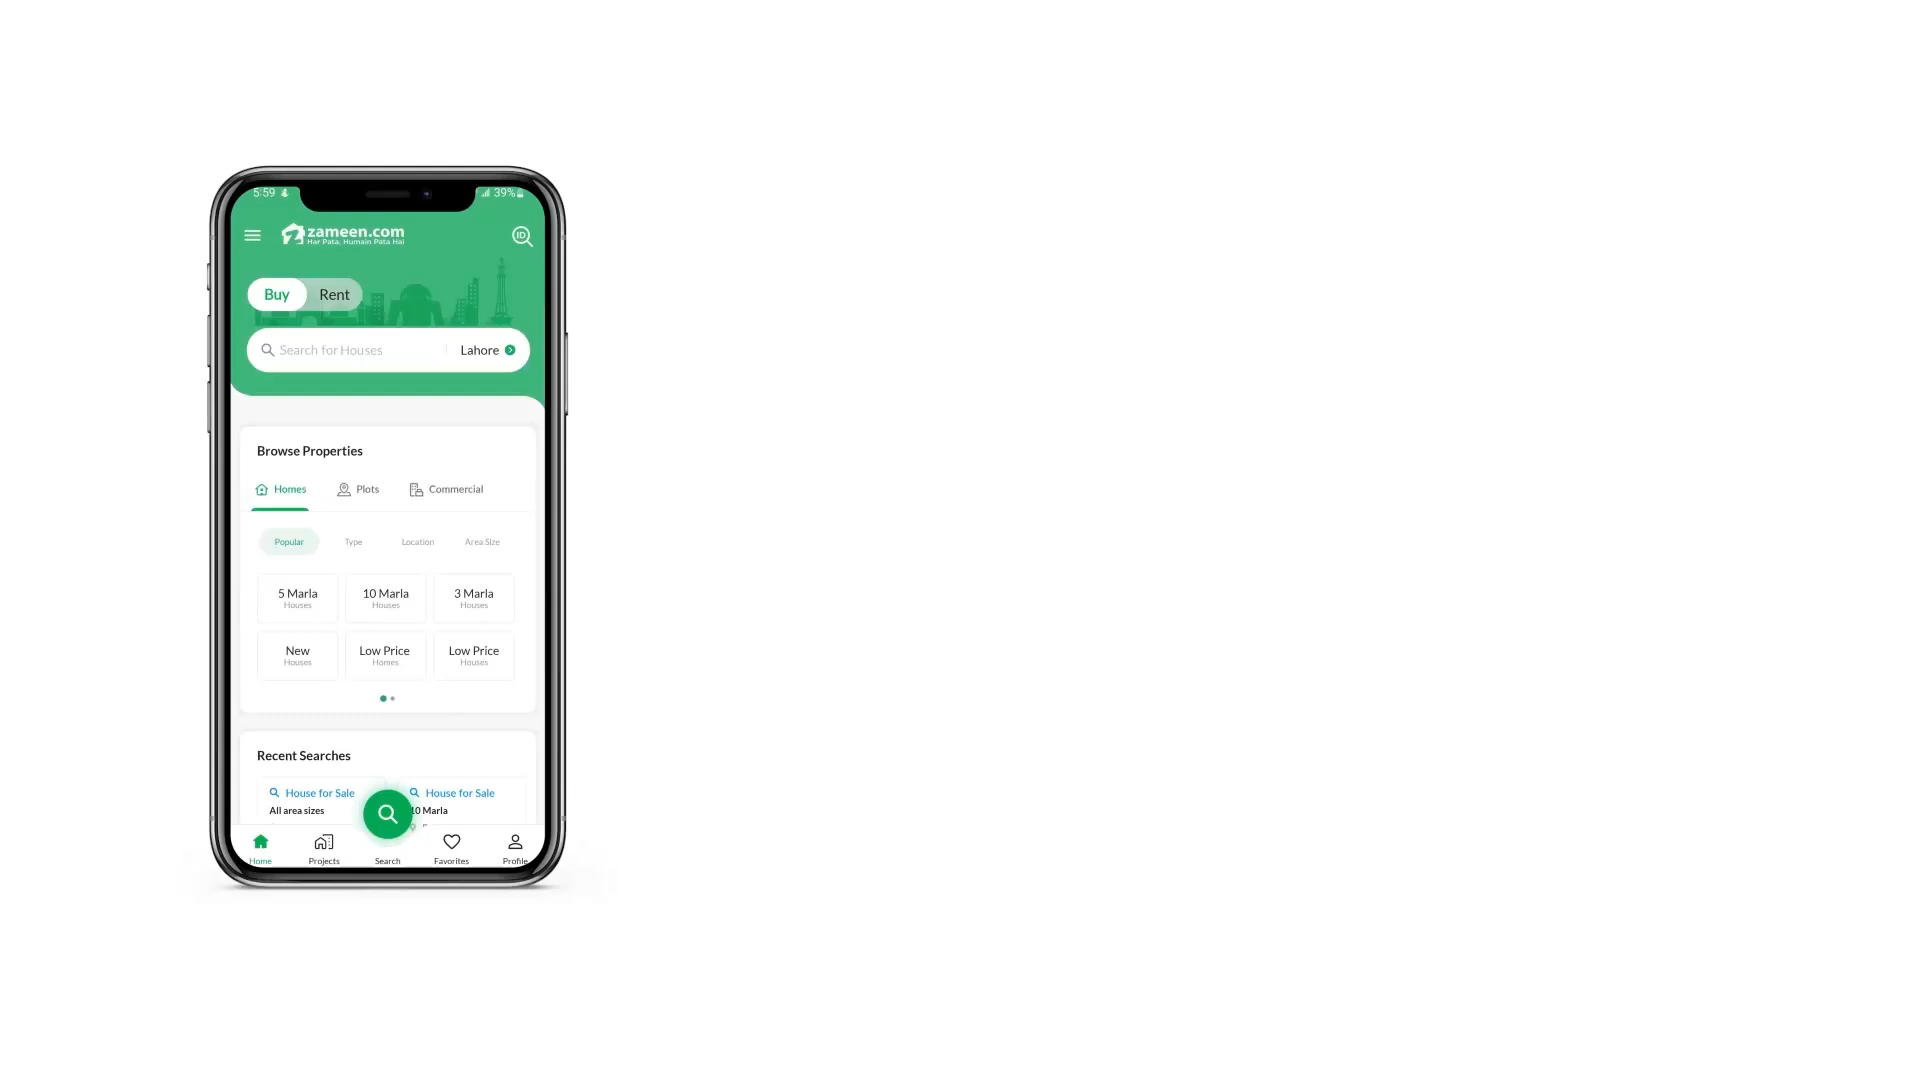 5:59
39%
zameen.com
Har Pata, Humain Pata Hai
ID
Buy Rent
Search for Houses Lahore
Browse Properties
Homes Plots Commercial
Popular Type Location Area Size
5 Marla 10 Marla 3 Marla
Houses Houses Houses
New Low Price Low Price
Houses Homes Houses
Recent Searches
House for Sale House for Sale
All area sizes 10 Marla
Home Projects Search Favorites Profile